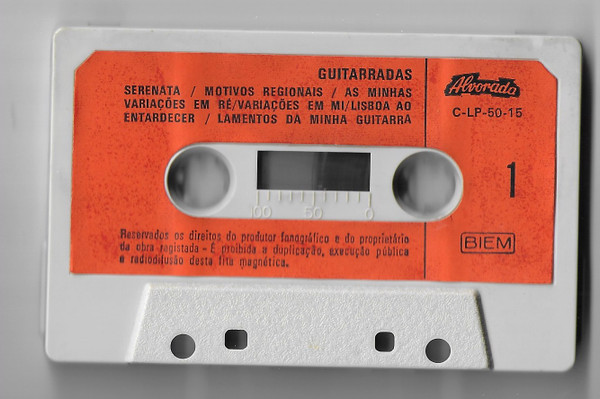 GUITARRADAS
SERENATA / MOTIVOS REGIONAIS / AS MINHAS
VARIAÇÕES EM RÉ/VARIAÇÕES EM MI/LISBOA AO
ENTARDECER / LAMENTOS DA MINHA GUITARRA
Alvorada
C-LP-50-15
1
100 50 0
Reservados os direitos do produtor fonográfico e do proprietário
da obra registada - É proibida a duplicação, execução pública
e radiodifusão desta fita magnética.
BIEM